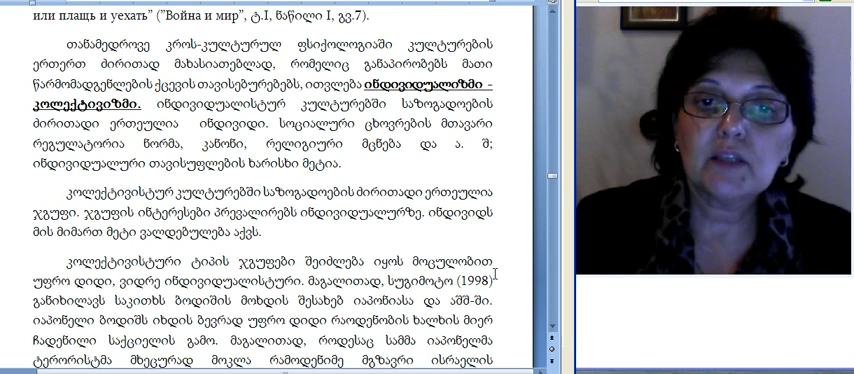 или плащь и уехать” (”Война и мир”, ტ.I, ნაწილი I, გვ.7).
თანამედროვე კროს-კულტურულ ფსიქოლოგიაში კულტურების
ერთერთ ძირითად მახასიათებლად, რომელიც განაპირობებს მათი
წარმომადგენლების ქცევის თავისებურებებს, ითვლება ინდივიდუალიზმი -
კოლექტივიზმი. ინდივიდუალისტურ კულტურებში საზოგადოების
ძირითადი ერთეულია ინდივიდი. სოციალური ცხოვრების მთავარი
რეგულატორია ნორმა, კანონი, რელიგიური მცნება და ა. შ;
ინდივიდუალური თავისუფლების ხარისხი მეტია.
კოლექტივისტურ კულტურებში საზოგადოების ძირითადი ერთეულია
ჯგუფი. ჯგუფის ინტერესები პრევალირებს ინდივიდუალურზე. ინდივიდს
მის მიმართ მეტი ვალდებულება აქვს.
კოლექტივისტური ტიპის ჯგუფები შეიძლება იყოს მოცულობით
უფრო დიდი, ვიდრე ინდივიდუალისტური. მაგალითად, სუგიმოტო (1998)
განიხილავს საკითხს ბოდიშის მოხდის შესახებ იაპონიასა და აშშ-ში.
იაპონელი ბოდიშს იხდის ბევრად უფრო დიდი რაოდენობის ხალხის მიერ
ჩადენილი საქციელის გამო. მაგალითად, როდესაც სამმა იაპონელმა
ტერორისტმა მხეცურად მოკლა რამოდენიმე მგზავრი ისრაელის